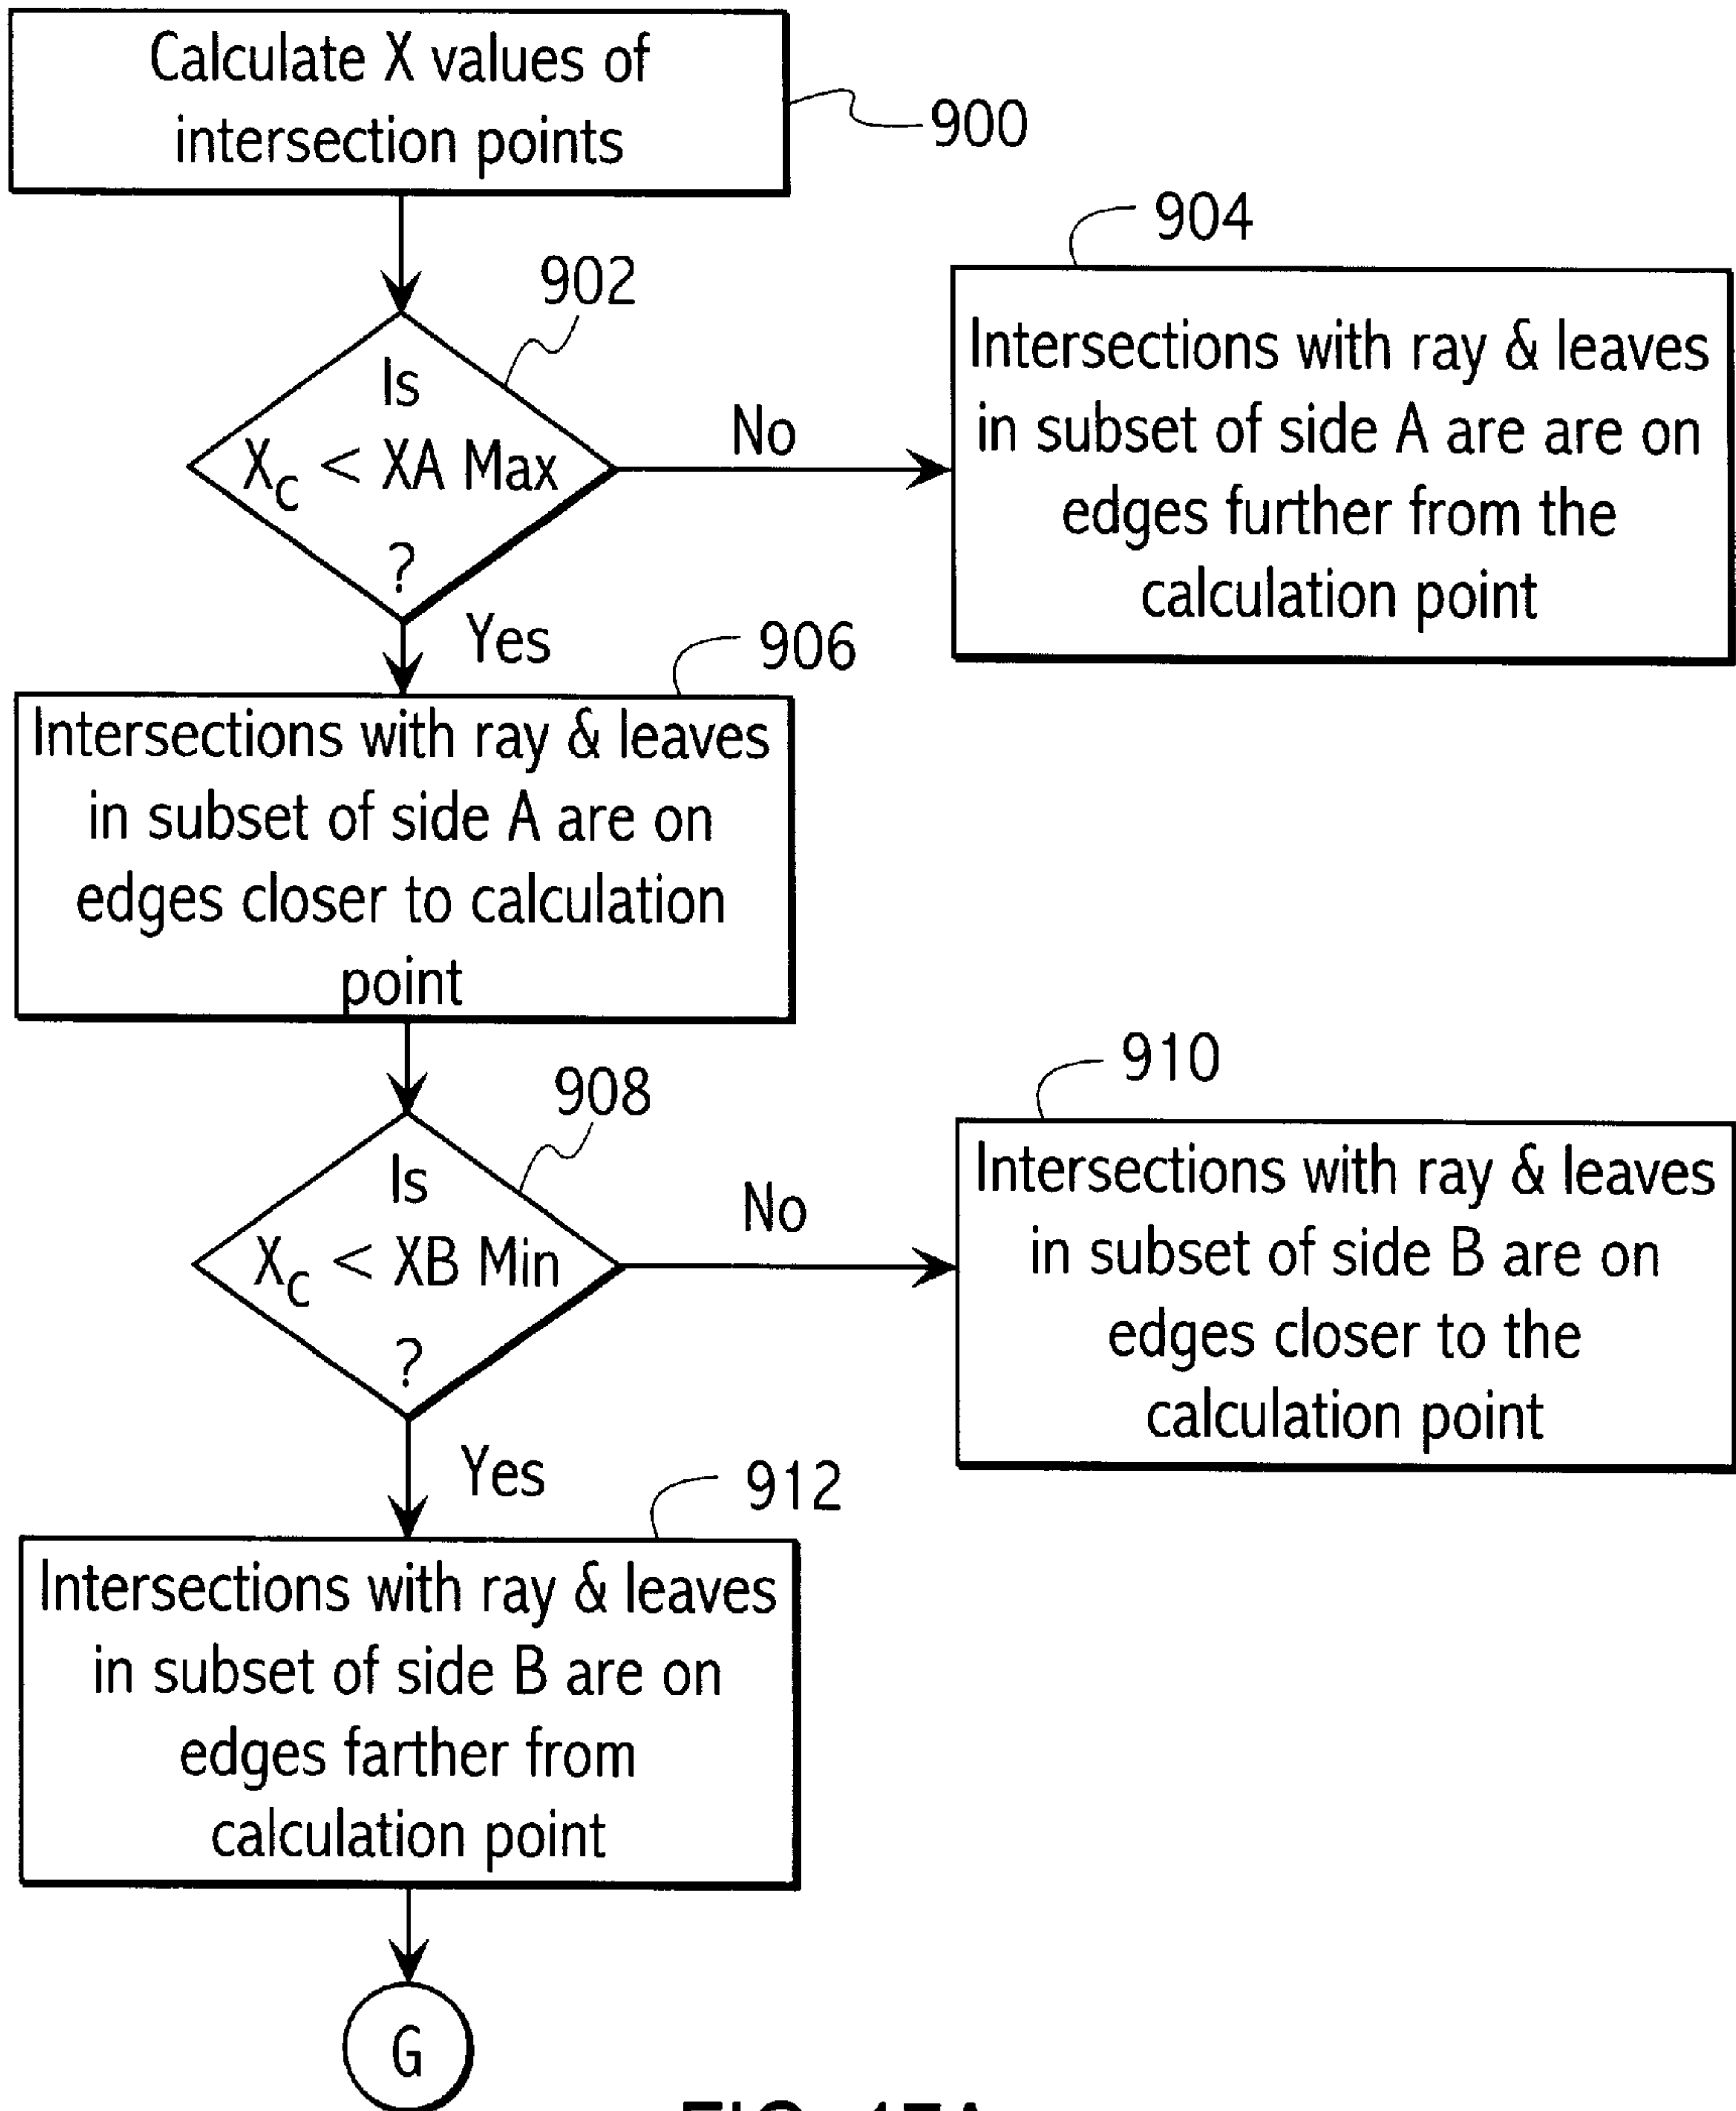 Calculate X values of
intersection points
900
902
904
Is
X_C < XA Max
?
No
Yes
Intersections with ray & leaves
in subset of side A are are on
edges further from the
calculation point
906
Intersections with ray & leaves
in subset of side A are on
edges closer to calculation
point
908
Is
X_C < XB Min
?
No
Yes
910
Intersections with ray & leaves
in subset of side B are on
edges closer to the
calculation point
912
Intersections with ray & leaves
in subset of side B are on
edges farther from
calculation point
G